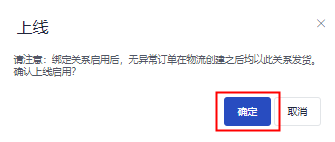 上线
请注意：绑定关系启用后，无异常订单在物流创建之后均以此关系发货。
确认上线启用？
确定 取消